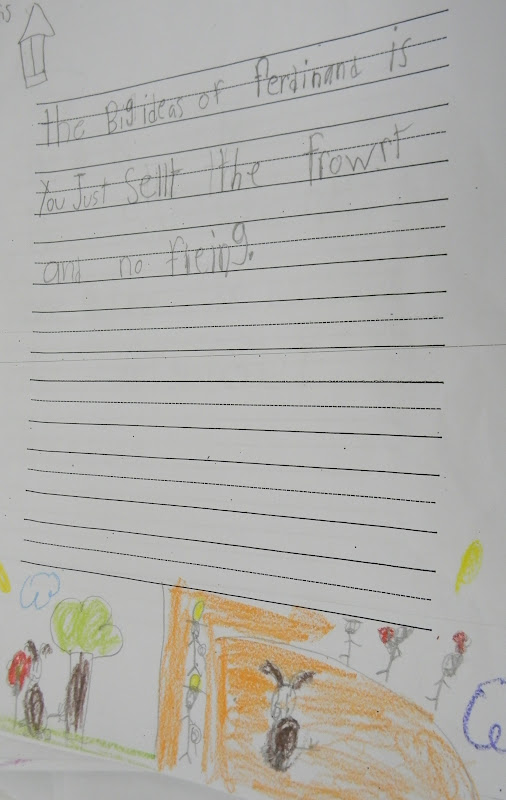 the Big ideas of ferdinand is
You Just Sellt the frowrt
and no fieing.